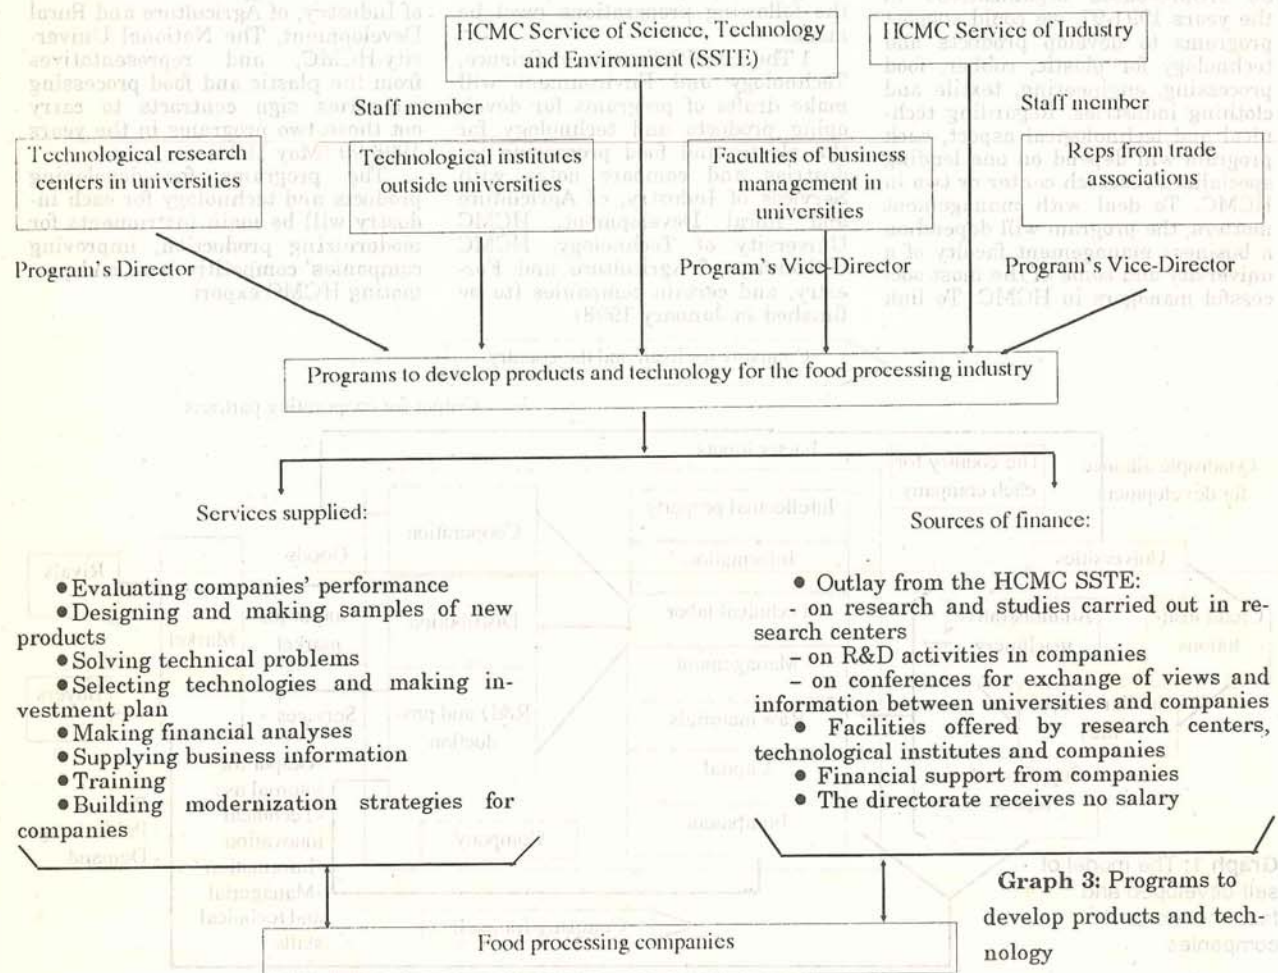 HCMC Service of Science, Technology
and Environment (SSTE)
HCMC Service of Industry
Staff member
Staff member
Technological research
centers in universities
Technological institutes
outside universities
Faculties of business
management in
universities
Reps from trade
associations
Program's Director
Program's Vice-Director
Program's Vice-Director
Programs to develop products and technology for the food processing industry
Services supplied:
● Evaluating companies' performance
● Designing and making samples of new
products
● Solving technical problems
● Selecting technologies and making in-
vestment plan
● Making financial analyses
● Supplying business information
● Training
● Building modernization strategies for
companies
Sources of finance:
● Outlay from the HCMC SSTE:
- on research and studies carried out in re-
search centers
– on R&D activities in companies
– on conferences for exchange of views and
information between universities and companies
● Facilities offered by research centers,
technological institutes and companies
● Financial support from companies
● The directorate receives no salary
Food processing companies
Graph 3: Programs to
develop products and tech-
nology